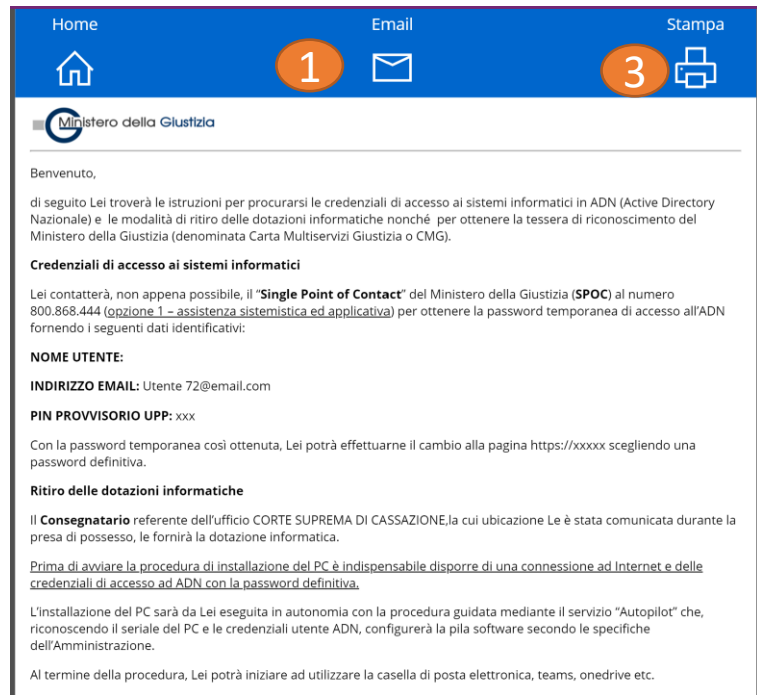 Home Email Stampa
1 3
Ministero della Giustizia
Benvenuto,
di seguito Lei troverà le istruzioni per procurarsi le credenziali di accesso ai sistemi informatici in ADN (Active Directory
Nazionale) e le modalità di ritiro delle dotazioni informatiche nonché per ottenere la tessera di riconoscimento del
Ministero della Giustizia (denominata Carta Multiservizi Giustizia o CMG).
Credenziali di accesso ai sistemi informatici
Lei contatterà, non appena possibile, il “Single Point of Contact” del Ministero della Giustizia (SPOC) al numero
800.868.444 (opzione 1 – assistenza sistemistica ed applicativa) per ottenere la password temporanea di accesso all’ADN
fornendo i seguenti dati identificativi:
NOME UTENTE:
INDIRIZZO EMAIL: Utente 72@email.com
PIN PROVVISORIO UPP: xxx
Con la password temporanea così ottenuta, Lei potrà effettuarne il cambio alla pagina https://xxxxx scegliendo una
password definitiva.
Ritiro delle dotazioni informatiche
Il Consegnatario referente dell’ufficio CORTE SUPREMA DI CASSAZIONE,la cui ubicazione Le è stata comunicata durante la
presa di possesso, le fornirà la dotazione informatica.
Prima di avviare la procedura di installazione del PC è indispensabile disporre di una connessione ad Internet e delle
credenziali di accesso ad ADN con la password definitiva.
L’installazione del PC sarà da Lei eseguita in autonomia con la procedura guidata mediante il servizio “Autopilot” che,
riconoscendo il seriale del PC e le credenziali utente ADN, configurerà la pila software secondo le specifiche
dell’Amministrazione.
Al termine della procedura, Lei potrà iniziare ad utilizzare la casella di posta elettronica, teams, onedrive etc.